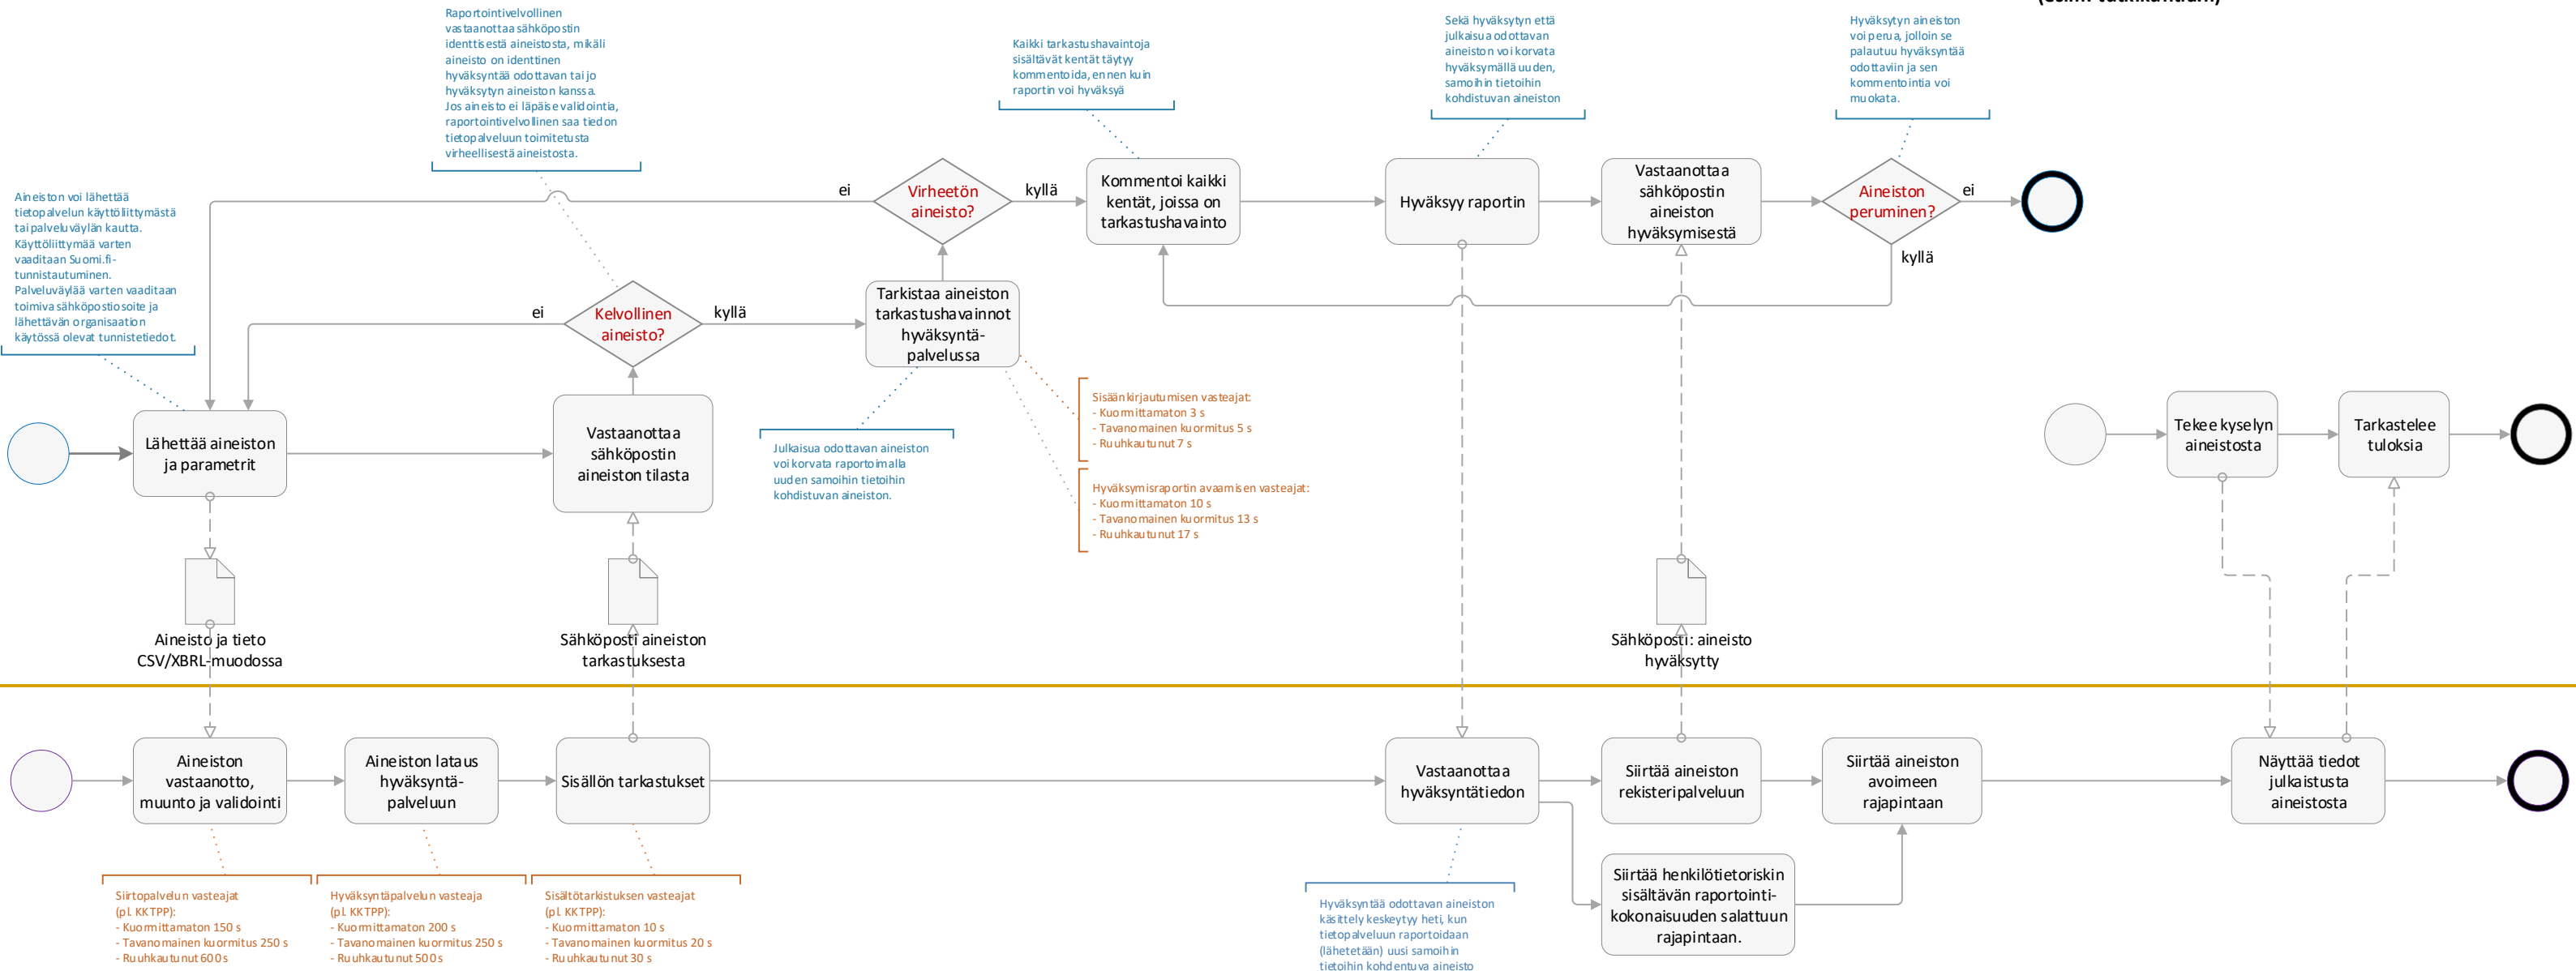 Raportointivelvollinen
vastaanottaa sähköpostin
identtisestä aineistosta, mikäli
aineisto on identtinen
hyväksyntää odottavan tai jo
hyväksytyn aineiston kanssa.
Jos aineisto ei läpäise validointia,
raportointivelvollinen saa tiedon
tietopalveluun toimitetusta
virheellisestä aineistosta.
Kaikki tarkastushavaintoja
sisältävät kentät täytyy
kommentoida, ennen kuin
raportin voi hyväksyä
Sekä hyväksytyn että
julkaisua odottavan
aineiston voi korvata
hyväksymällä uuden,
samoihin tietoihin
kohdistuvan aineiston
Hyväksytyn aineiston
voi perua, jolloin se
palautuu hyväksyntää
odottaviin ja sen
kommentointia voi
muokata.
Aineiston voi lähettää
tietopalvelun käyttöliittymästä
tai palveluväylän kautta.
Käyttöliittymää varten
vaaditaan Suomi.fi-
tunnistautuminen.
Palveluväylää varten vaaditaan
toimiva sähköpostiosoite ja
lähettävän organisaation
käytössä olevat tunnistetiedot.
ei
Virheetön
aineisto?
kyllä
Kommentoi kaikki
kentät, joissa on
tarkastushavainto
Hyväksyy raportin
Vastaanottaa
sähköpostin
aineiston
hyväksymisestä
Aineiston
peruminen?
ei
kyllä
ei
Kelvollinen
aineisto?
kyllä
Tarkistaa aineiston
tarkastushavainnot
hyväksyntä-
palvelussa
Lähettää aineiston
ja parametrit
Vastaanottaa
sähköpostin
aineiston tilasta
Julkaisua odottavan aineiston
voi korvata raportoimalla
uuden samoihin tietoihin
kohdistuvan aineiston.
Sisäänkirjautumisen vasteajat:
- Kuormittamaton 3 s
- Tavanomainen kuormitus 5 s
- Ruuhkautunut 7 s
Hyväksymisraportin avaamisen vasteajat:
- Kuormittamaton 10 s
- Tavanomainen kuormitus 13 s
- Ruuhkautunut 17 s
Tekee kyselyn
aineistosta
Tarkastelee
tuloksia
Aineisto ja tieto
CSV/XBRL-muodossa
Sähköposti aineiston
tarkastuksesta
Sähköposti: aineisto
hyväksytty
Aineiston
vastaanotto,
muunto ja validointi
Aineiston lataus
hyväksyntä-
palveluun
Sisällön tarkastukset
Vastaanottaa
hyväksyntätiedon
Siirtää aineiston
rekisteripalveluun
Siirtää aineiston
avoimeen
rajapintaan
Näyttää tiedot
julkaistusta
aineistosta
Siirtää henkilötietoriskin
sisältävän raportointi-
kokonaisuuden salattuun
rajapintaan.
Siirtopalvelun vasteajat
(pl. KKTPP):
- Kuormittamaton 150 s
- Tavanomainen kuormitus 250 s
- Ruuhkautunut 600 s
Hyväksyntäpalvelun vasteaja
(pl. KKTPP):
- Kuormittamaton 200 s
- Tavanomainen kuormitus 250 s
- Ruuhkautunut 500 s
Sisältötarkistuksen vasteajat
(pl. KKTPP):
- Kuormittamaton 10 s
- Tavanomainen kuormitus 20 s
- Ruuhkautunut 30 s
Hyväksyntää odottavan aineiston
käsittely keskeytyy heti, kun
tietopalveluun raportoidaan
(lähetetään) uusi samoihin
tietoihin kohdentuva aineisto